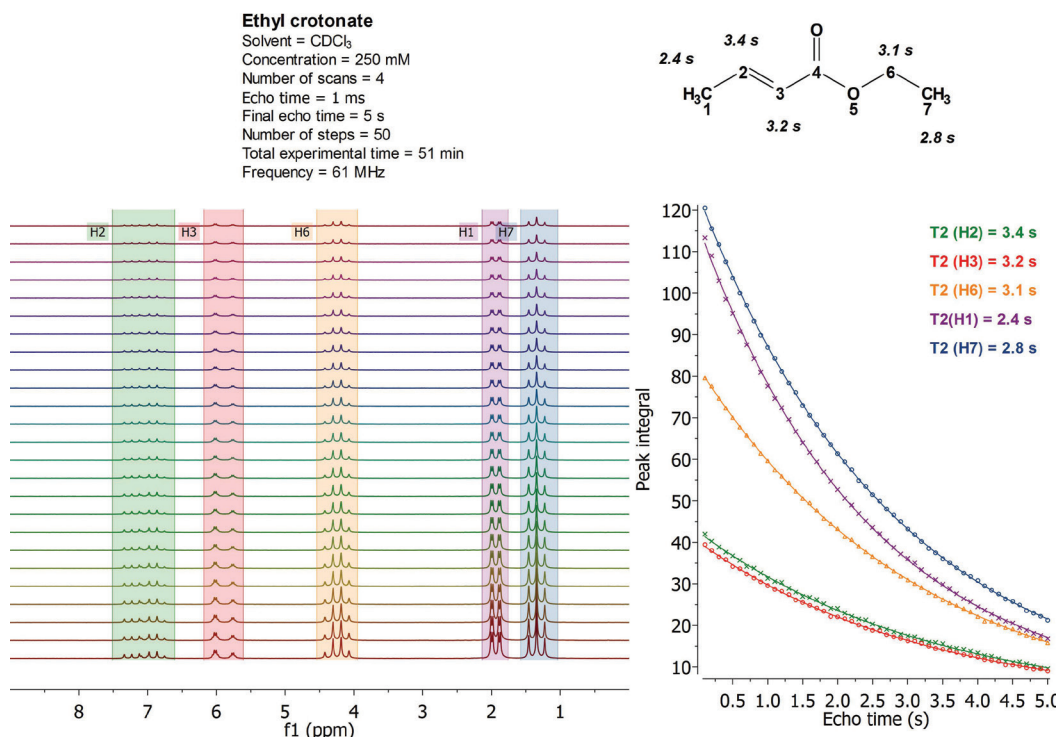 Ethyl crotonate
Solvent = CDCl₃
Concentration = 250 mM
Number of scans = 4
Echo time = 1 ms
Final echo time = 5 s
Number of steps = 50
Total experimental time = 51 min
Frequency = 61 MHz
O
3.4 s
3.1 s
2.4 s
2
4
6
H₃C
1
3
O
5
CH₃
7
3.2 s
2.8 s
H2
H3
H6
H1
H7
8
7
6
5
4
3
2
1
f1 (ppm)
Peak integral
120
110
100
90
80
70
60
50
40
30
20
10
T2 (H2) = 3.4 s
T2 (H3) = 3.2 s
T2 (H6) = 3.1 s
T2(H1) = 2.4 s
T2 (H7) = 2.8 s
0.5 1.0 1.5 2.0 2.5 3.0 3.5 4.0 4.5 5.0
Echo time (s)